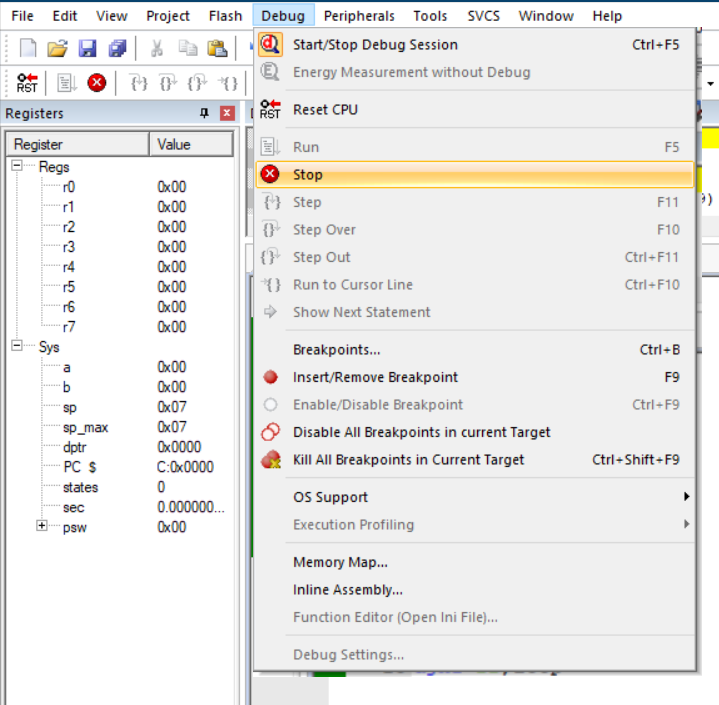 File Edit View Project Flash Debug Peripherals Tools SVCS Window Help
Start/Stop Debug Session Ctrl+F5
Energy Measurement without Debug
RST
RST Reset CPU
Registers
Register Value
Run F5
Regs
Stop
r0 0x00
Step F11
r1 0x00
Step Over F10
r2 0x00
r3 0x00
Step Out Ctrl+F11
r4 0x00
r5 0x00
Run to Cursor Line Ctrl+F10
r6 0x00
Show Next Statement
r7 0x00
Sys
Breakpoints... Ctrl+B
a 0x00
Insert/Remove Breakpoint F9
b 0x00
sp 0x07
Enable/Disable Breakpoint Ctrl+F9
sp_max 0x07
Disable All Breakpoints in current Target
dptr 0x0000
PC $ C:0x0000
Kill All Breakpoints in Current Target Ctrl+Shift+F9
states 0
OS Support
sec 0.000000...
psw 0x00
Execution Profiling
Memory Map...
Inline Assembly...
Function Editor (Open Ini File)...
Debug Settings...